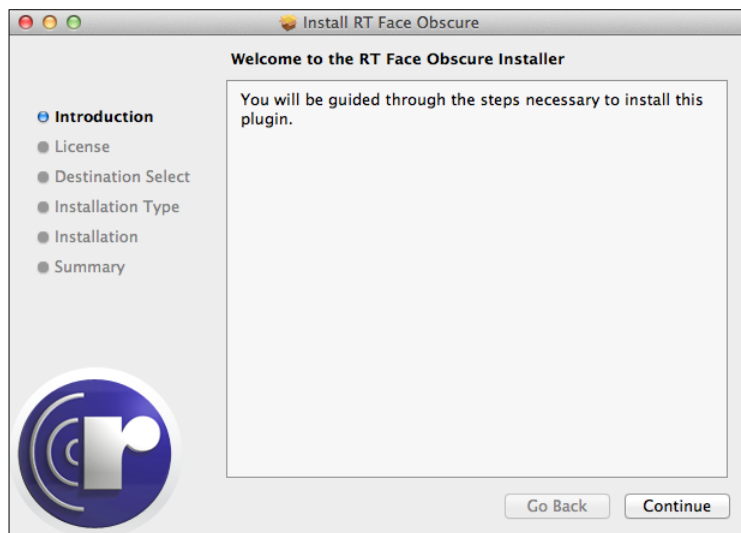 Install RT Face Obscure
Welcome to the RT Face Obscure Installer
Introduction
License
Destination Select
Installation Type
Installation
Summary
You will be guided through the steps necessary to install this
plugin.
r
Go Back
Continue